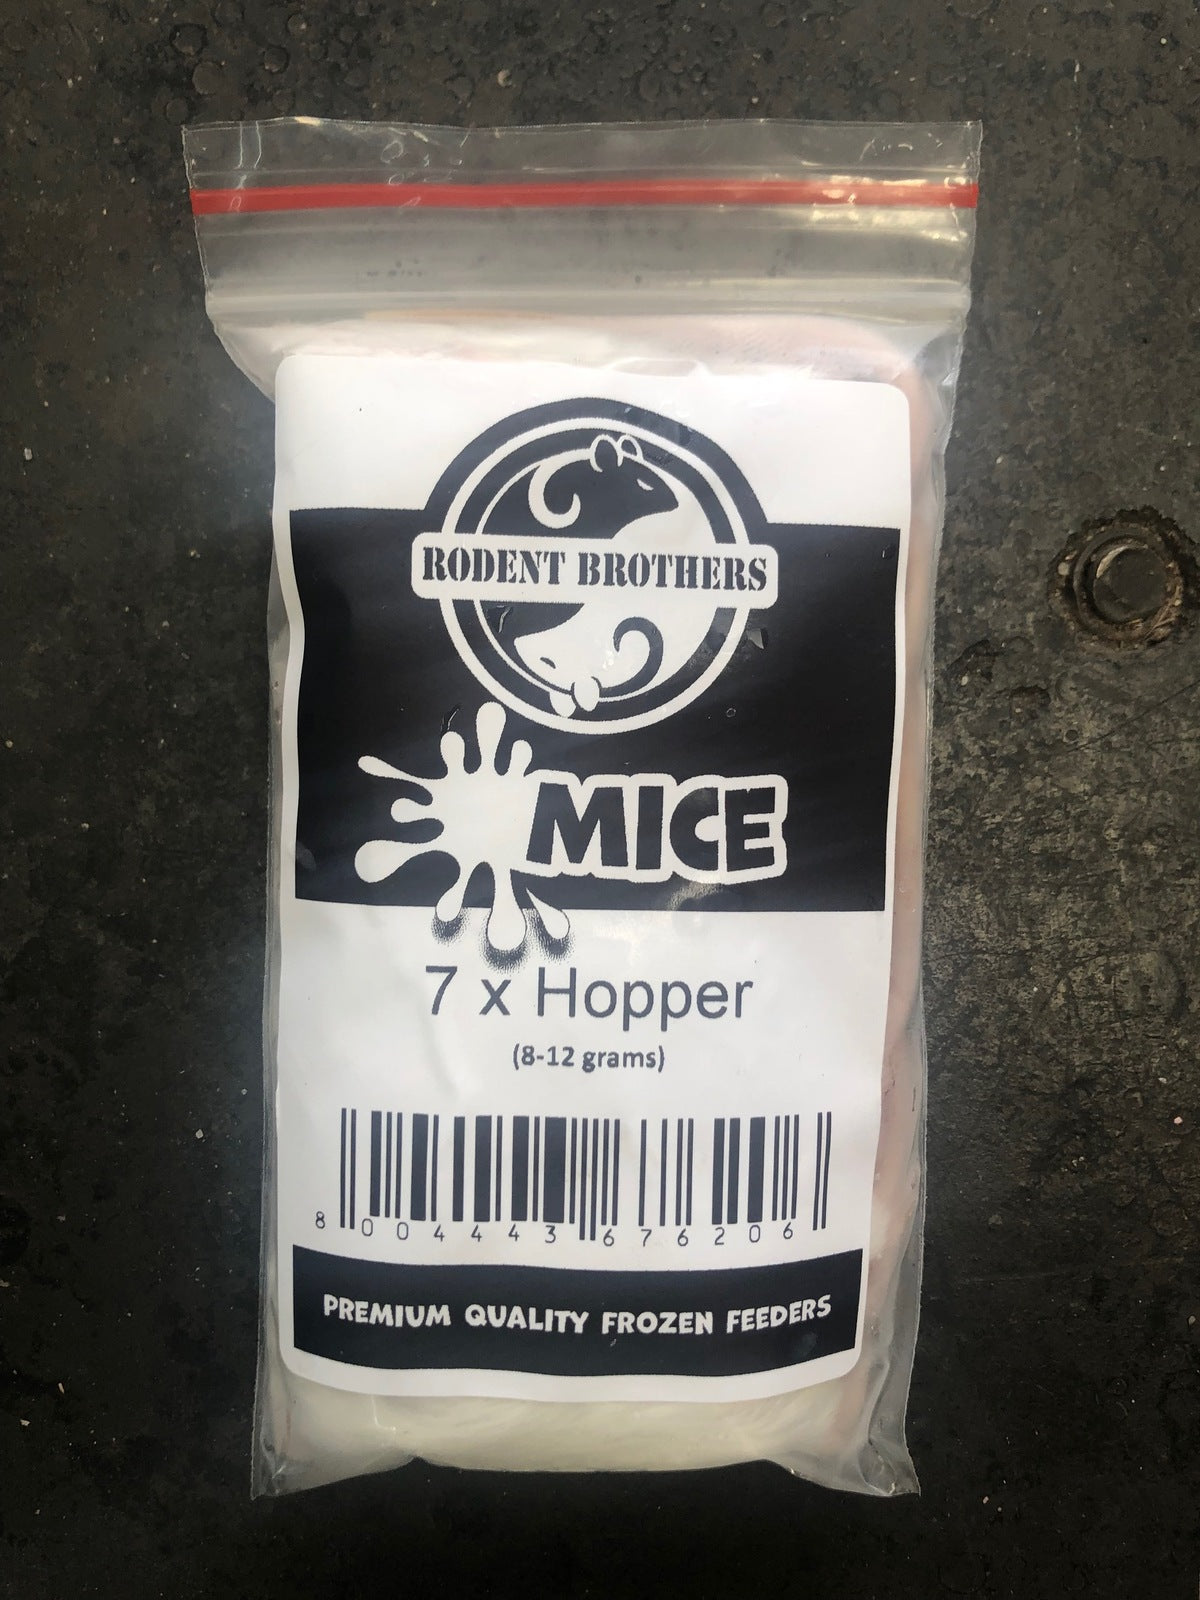 RODENT BROTHERS
MICE
7 x Hopper
(8-12 grams)
8 004443 676206
PREMIUM QUALITY FROZEN FEEDERS